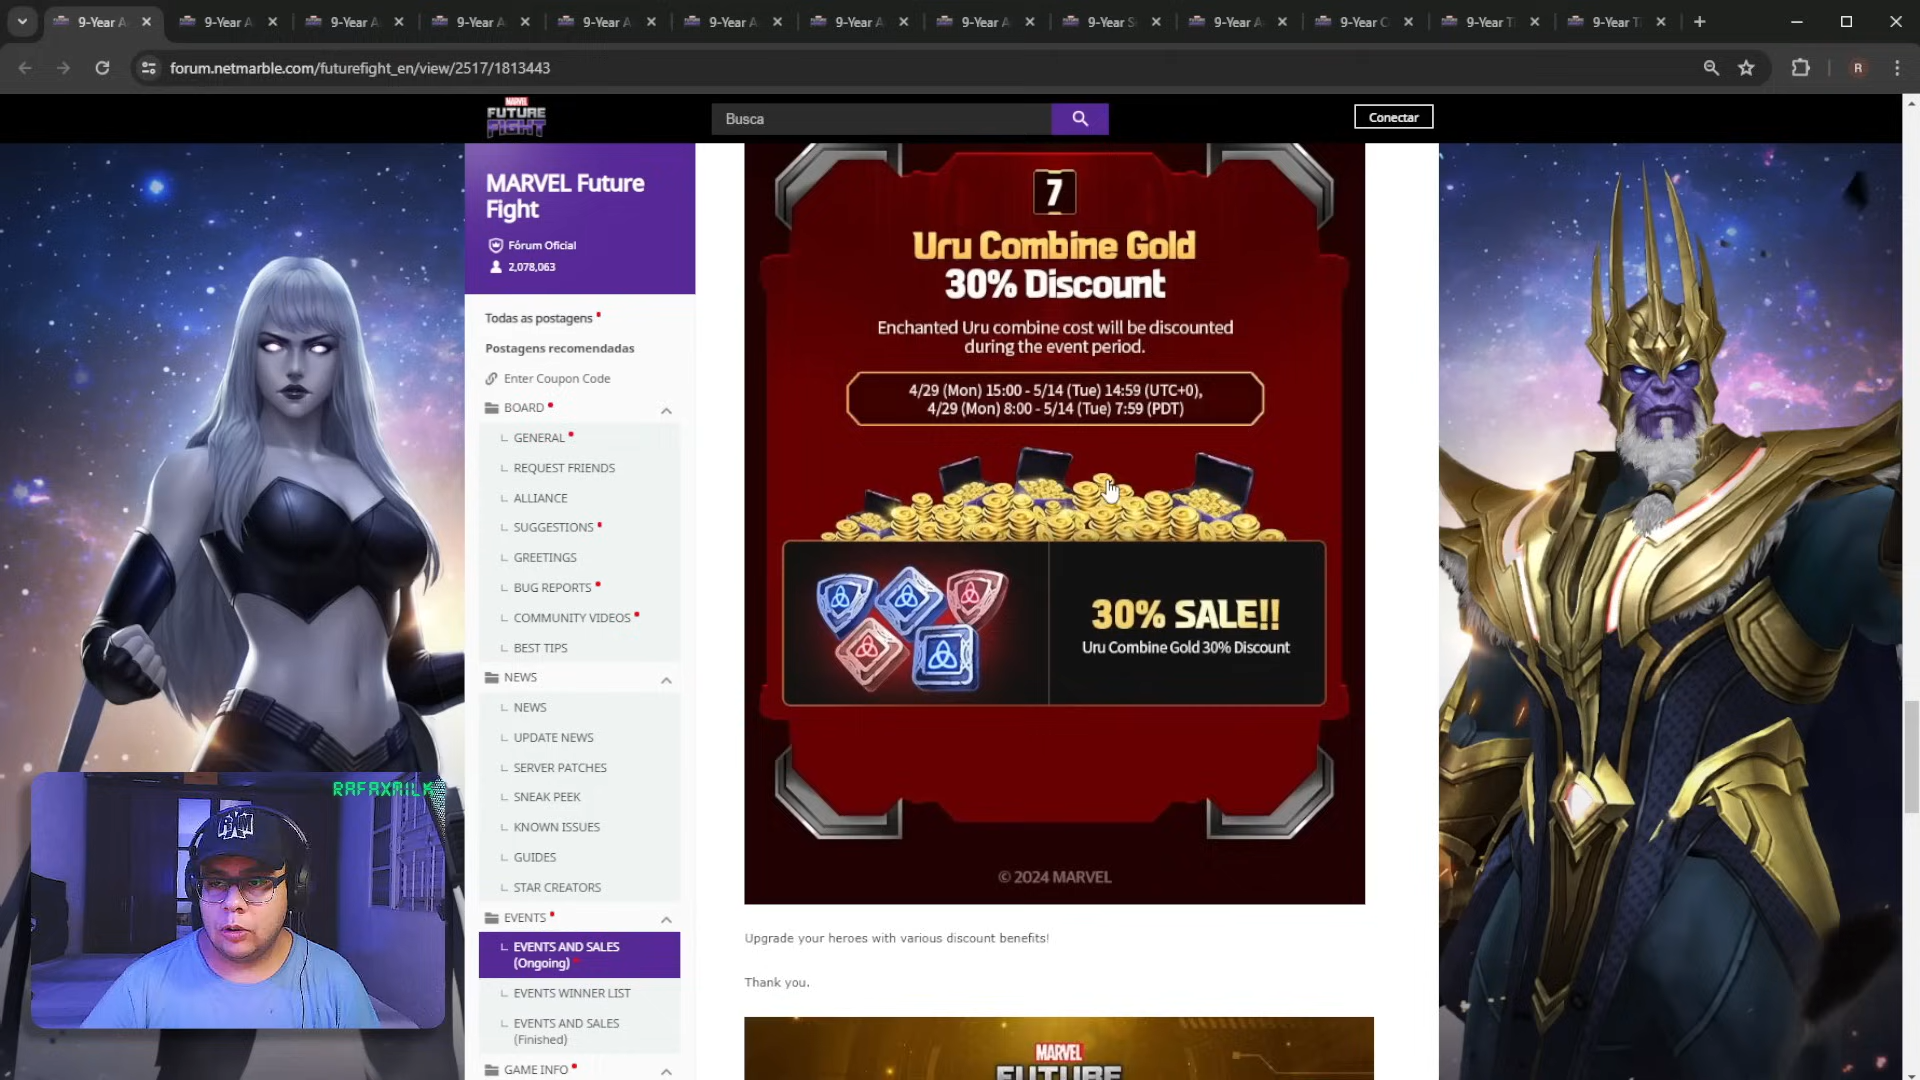 9-Year A
9-Year A
9-Year A
9-Year A
9-Year A
9-Year A
9-Year A
9-Year A
9-Year S
9-Year A
9-Year C
9-Year T
9-Year T
forum.netmarble.com/futurefight_en/view/2517/1813443
R
MARVEL
FUTURE
FIGHT
Busca
Conectar
MARVEL Future
Fight
Fórum Oficial
2,078,063
Todas as postagens
Postagens recomendadas
Enter Coupon Code
BOARD
GENERAL
REQUEST FRIENDS
ALLIANCE
SUGGESTIONS
GREETINGS
BUG REPORTS
COMMUNITY VIDEOS
BEST TIPS
NEWS
NEWS
UPDATE NEWS
SERVER PATCHES
SNEAK PEEK
KNOWN ISSUES
GUIDES
STAR CREATORS
EVENTS
EVENTS AND SALES
(Ongoing)
EVENTS WINNER LIST
EVENTS AND SALES
(Finished)
GAME INFO
7
Uru Combine Gold
30% Discount
Enchanted Uru combine cost will be discounted
during the event period.
4/29 (Mon) 15:00 - 5/14 (Tue) 14:59 (UTC+0),
4/29 (Mon) 8:00 - 5/14 (Tue) 7:59 (PDT)
30% SALE!!
Uru Combine Gold 30% Discount
© 2024 MARVEL
Upgrade your heroes with various discount benefits!
Thank you.
MARVEL
FUTURE
RAFAXMILK
RXM